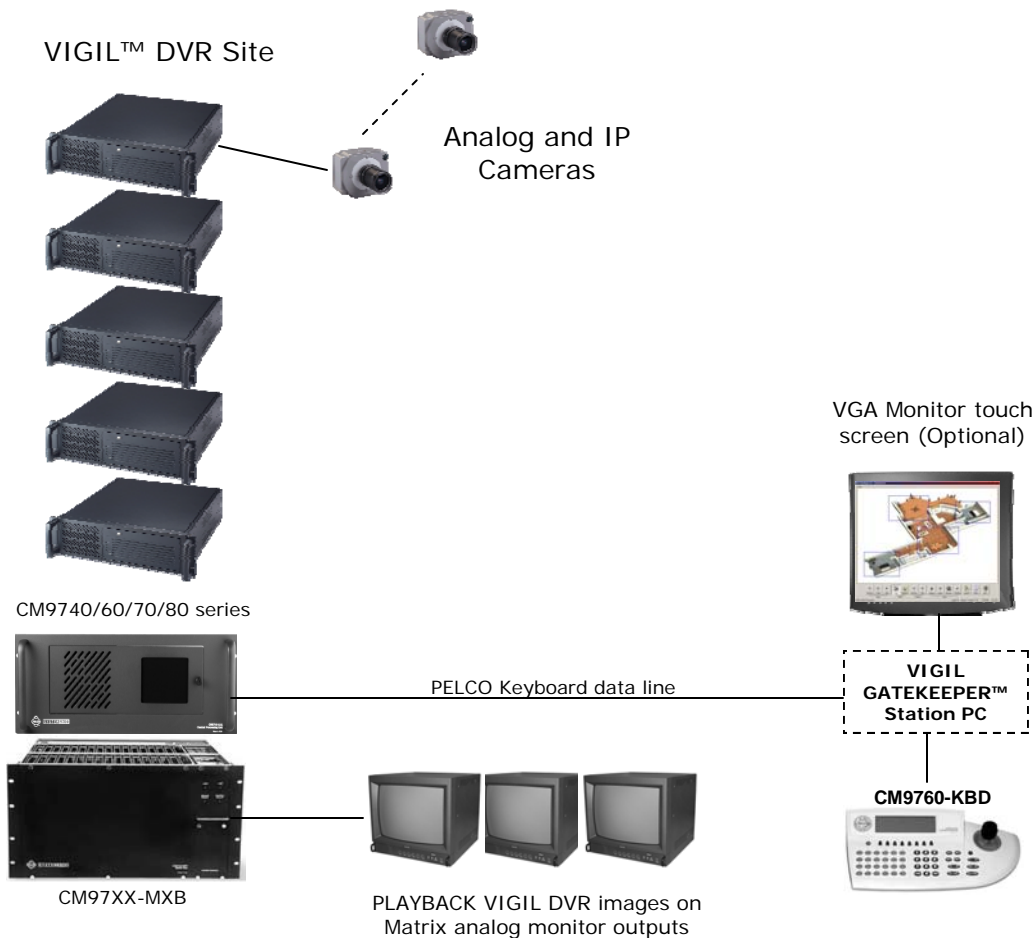 VIGIL™ DVR Site
Analog and IP
Cameras
VGA Monitor touch
screen (Optional)
CM9740/60/70/80 series
PELCO Keyboard data line
VIGIL
GATEKEEPER™
Station PC
CM9760-KBD
CM97XX-MXB
PLAYBACK VIGIL DVR images on
Matrix analog monitor outputs